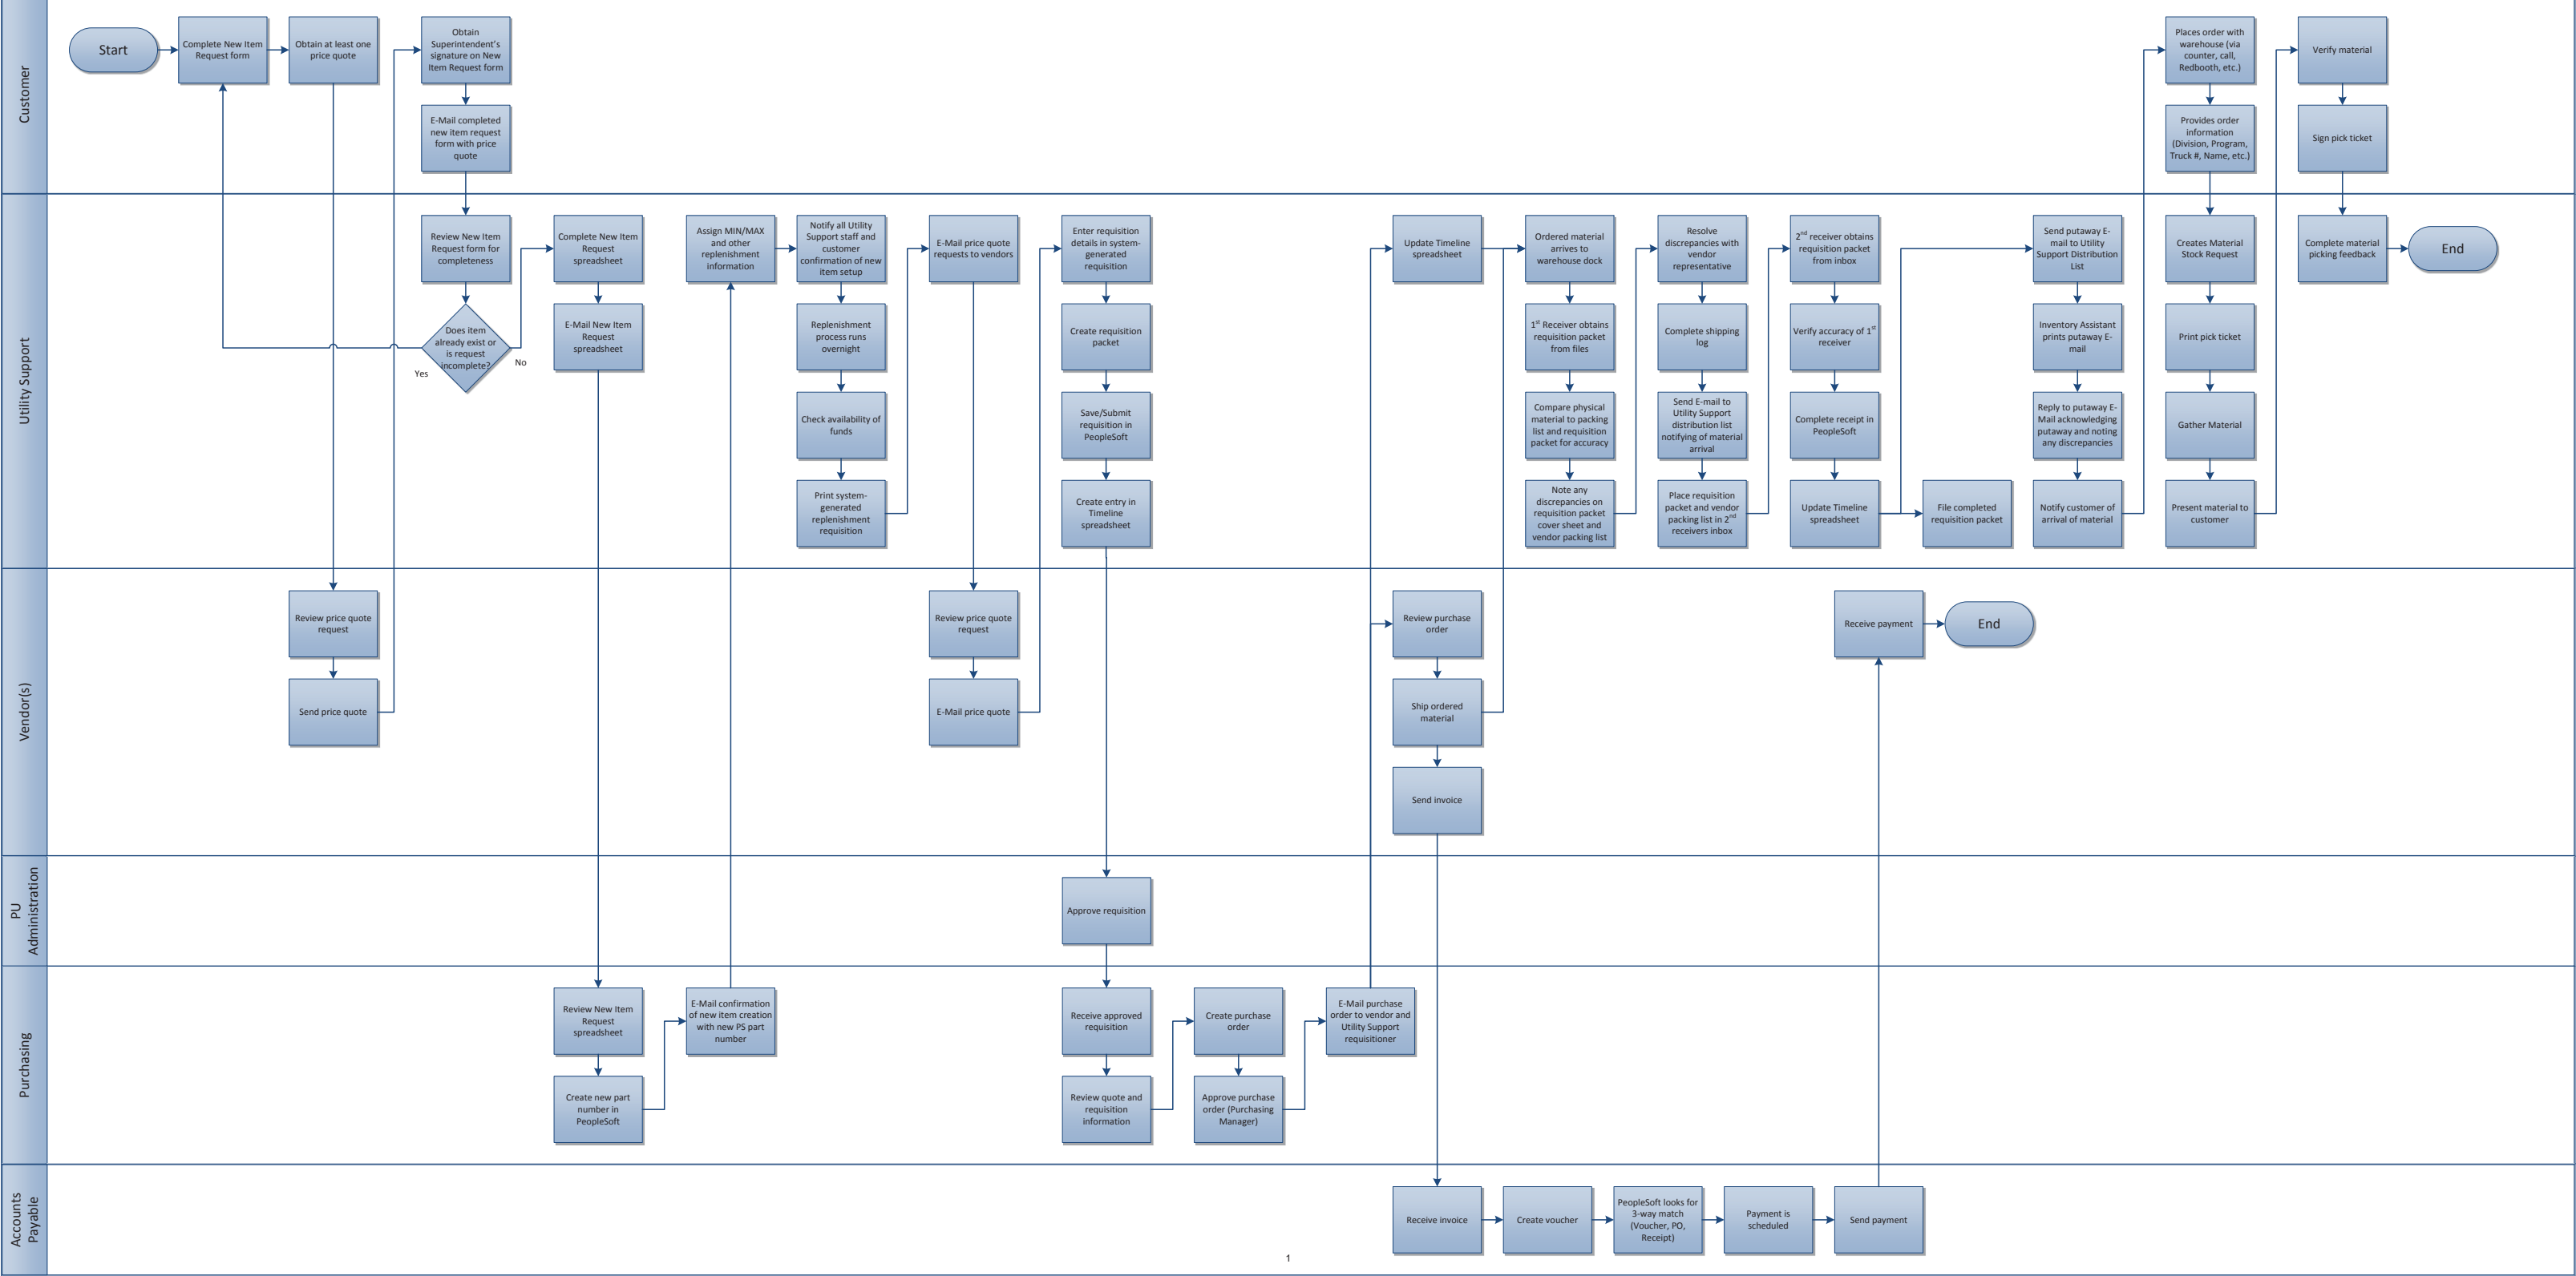 Customer
Start
Complete New Item
Request form
Obtain at least one
price quote
Obtain
Superintendent's
signature on New
Item Request form
E-Mail completed
new item request
form with price
quote
Places order with
warehouse (via
counter, call,
Redbooth, etc.)
Provides order
information
(Division, Program,
Truck #, Name, etc.)
Verify material
Sign pick ticket
Utility Support
Review New Item
Request form for
completeness
Does item
already exist or
is request
incomplete?
Yes
No
Complete New Item
Request
spreadsheet
E-Mail New Item
Request
spreadsheet
Assign MIN/MAX
and other
replenishment
information
Notify all Utility
Support staff and
customer
confirmation of new
item setup
Replenishment
process runs
overnight
Check availability of
funds
Print system-
generated
replenishment
requisition
E-Mail price quote
requests to vendors
Enter requisition
details in system-
generated
requisition
Create requisition
packet
Save/Submit
requisition in
PeopleSoft
Create entry in
Timeline
spreadsheet
Update Timeline
spreadsheet
Ordered material
arrives to
warehouse dock
1st Receiver obtains
requisition packet
from files
Compare physical
material to packing
list and requisition
packet for accuracy
Note any
discrepancies on
requisition packet
cover sheet and
vendor packing list
Resolve
discrepancies with
vendor
representative
Complete shipping
log
Send E-mail to
Utility Support
distribution list
notifying of material
arrival
Place requisition
packet and vendor
packing list in 2nd
receivers inbox
2nd receiver obtains
requisition packet
from inbox
Verify accuracy of 1st
receiver
Complete receipt in
PeopleSoft
Update Timeline
spreadsheet
File completed
requisition packet
Send putaway E-
mail to Utility
Support Distribution
List
Inventory Assistant
prints putaway E-
mail
Reply to putaway E-
Mail acknowledging
putaway and noting
any discrepancies
Notify customer of
arrival of material
Creates Material
Stock Request
Print pick ticket
Gather Material
Present material to
customer
Complete material
picking feedback
End
Vendor(s)
Review price quote
request
Send price quote
Review price quote
request
E-Mail price quote
Review purchase
order
Ship ordered
material
Send invoice
Receive payment
End
PU
Administration
Approve requisition
Purchasing
Review New Item
Request
spreadsheet
Create new part
number in
PeopleSoft
E-Mail confirmation
of new item creation
with new PS part
number
Receive approved
requisition
Review quote and
requisition
information
Create purchase
order
Approve purchase
order (Purchasing
Manager)
E-Mail purchase
order to vendor and
Utility Support
requisitioner
Accounts
Payable
Receive invoice
Create voucher
PeopleSoft looks for
3-way match
(Voucher, PO,
Receipt)
Payment is
scheduled
Send payment
1